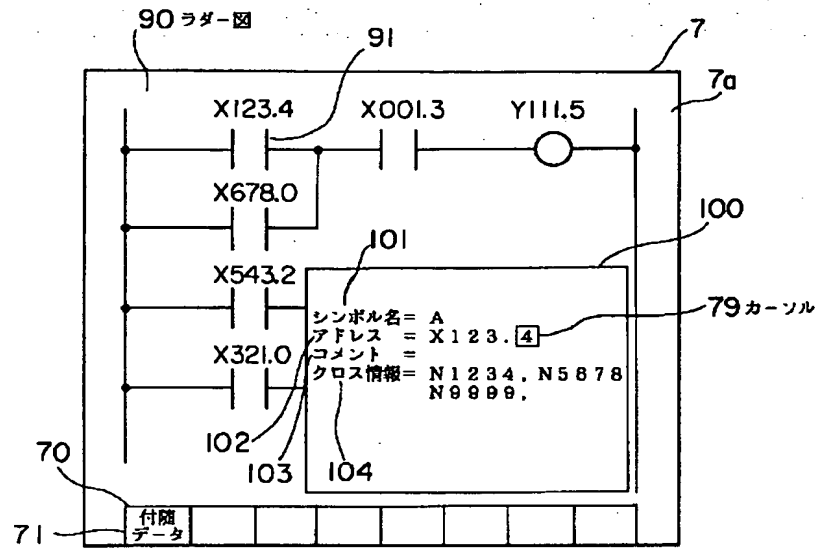 90 ラダー図
91
7
7a
X123.4 X001.3 Y111.5
X678.0
100
101
X543.2
シンボル名= A
79 カーソル
アドレス = X123.4
コメント =
X321.0
クロス情報= N1234, N5678
N9999,
102
103
104
70
付随
データ
71